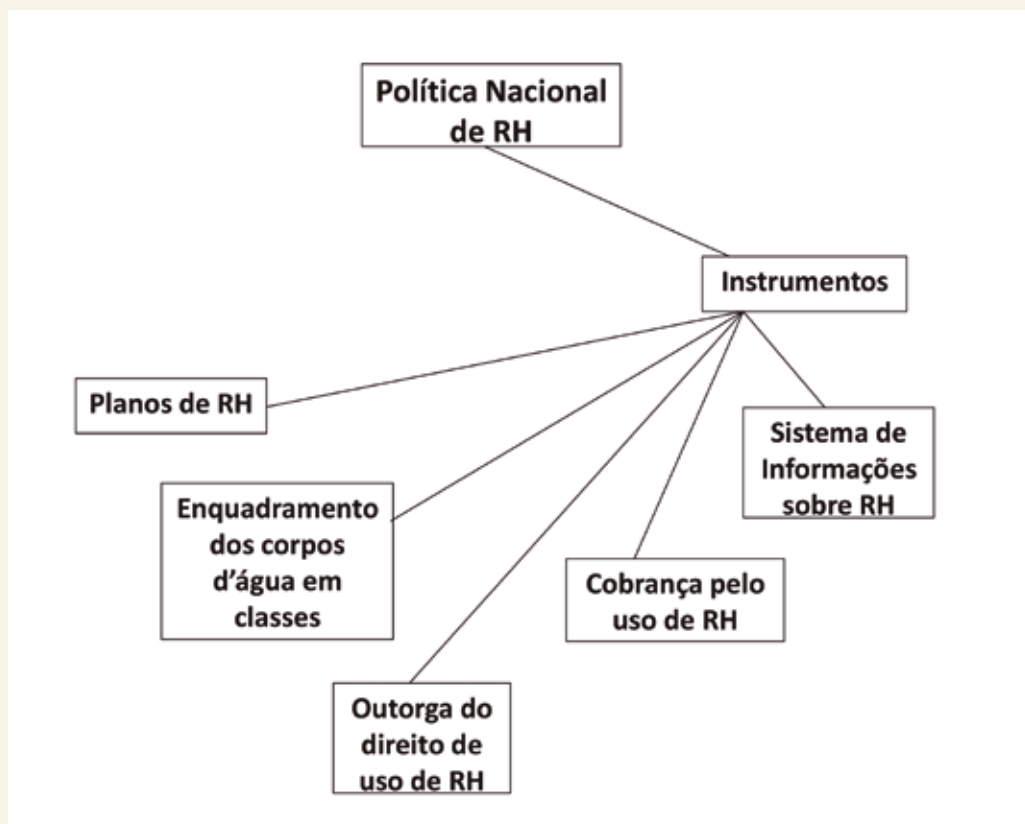 Política Nacional
de RH
Instrumentos
Planos de RH
Enquadramento
dos corpos
d’água em
classes
Outorga do
direito de
uso de RH
Cobrança pelo
uso de RH
Sistema de
Informações
sobre RH